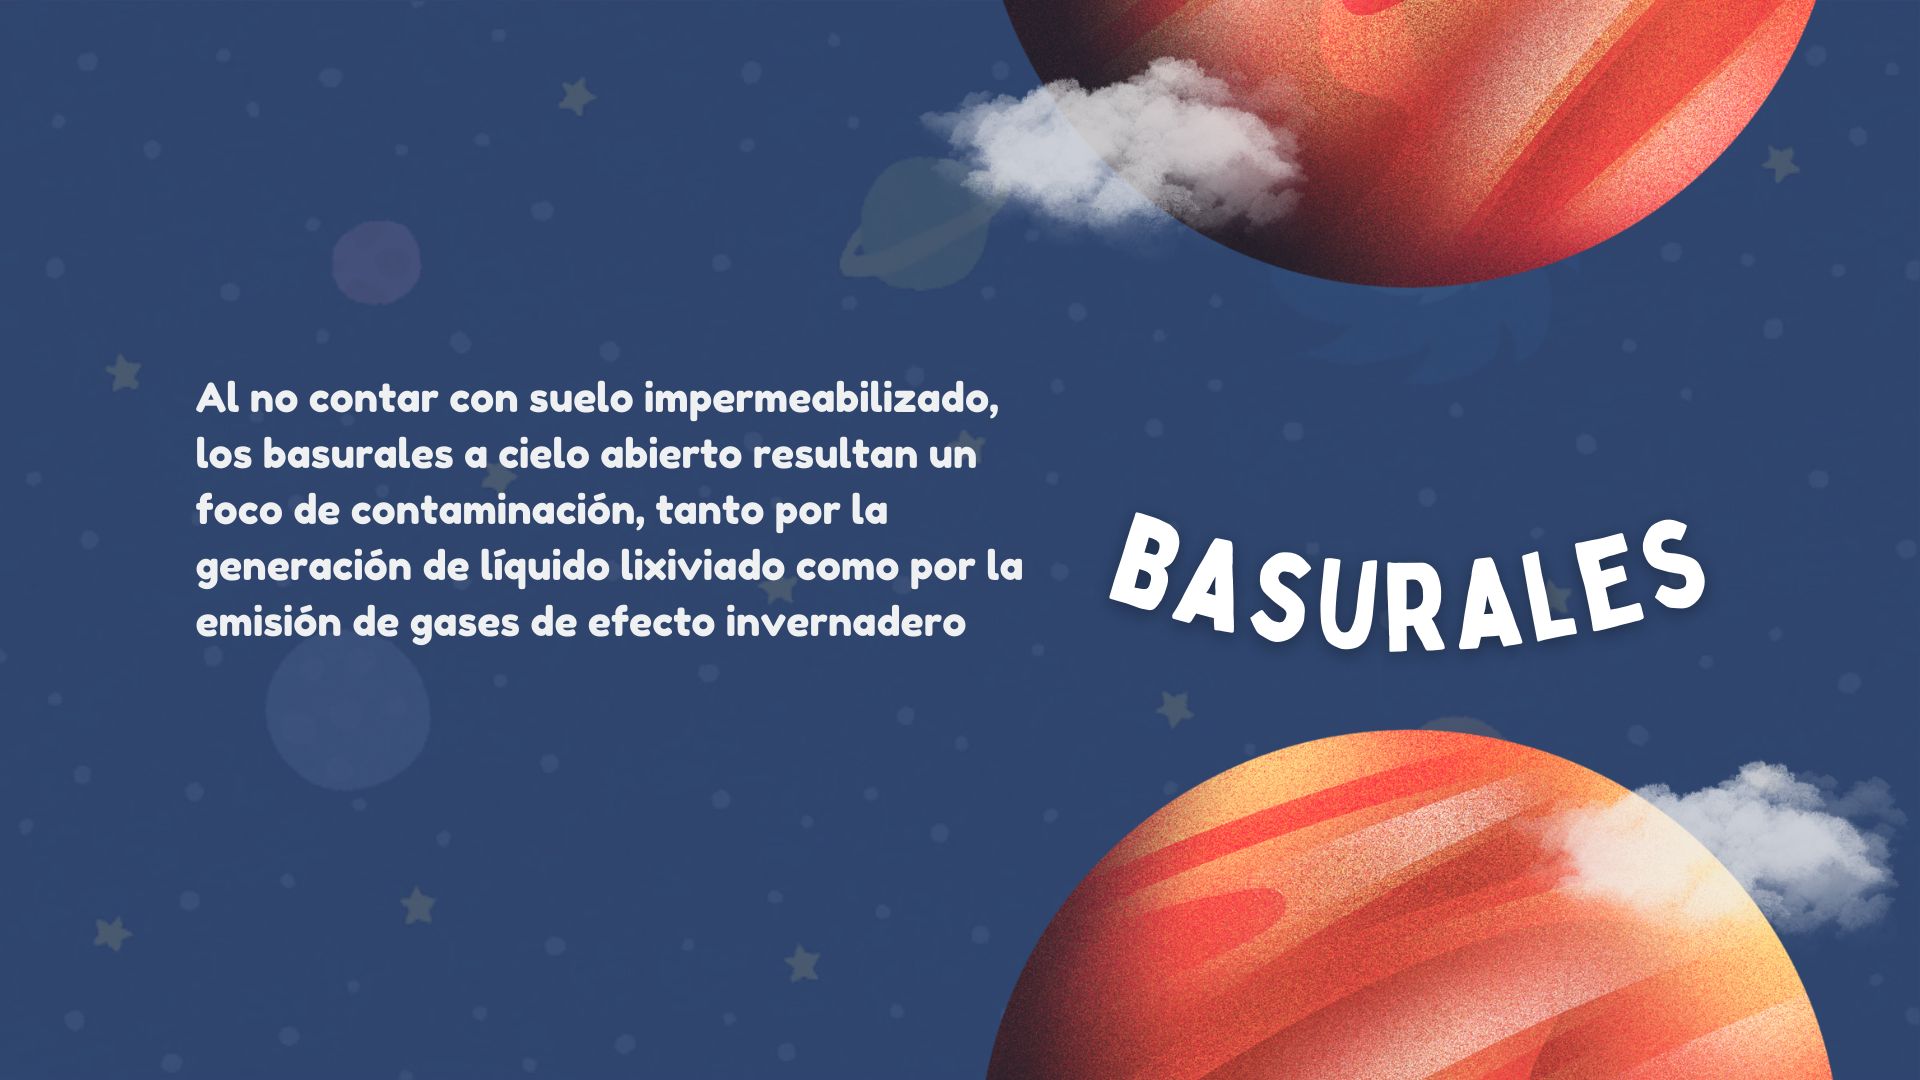 Al no contar con suelo impermeabilizado,
los basurales a cielo abierto resultan un
foco de contaminación, tanto por la
generación de líquido lixiviado como por la
emisión de gases de efecto invernadero
BASURALES